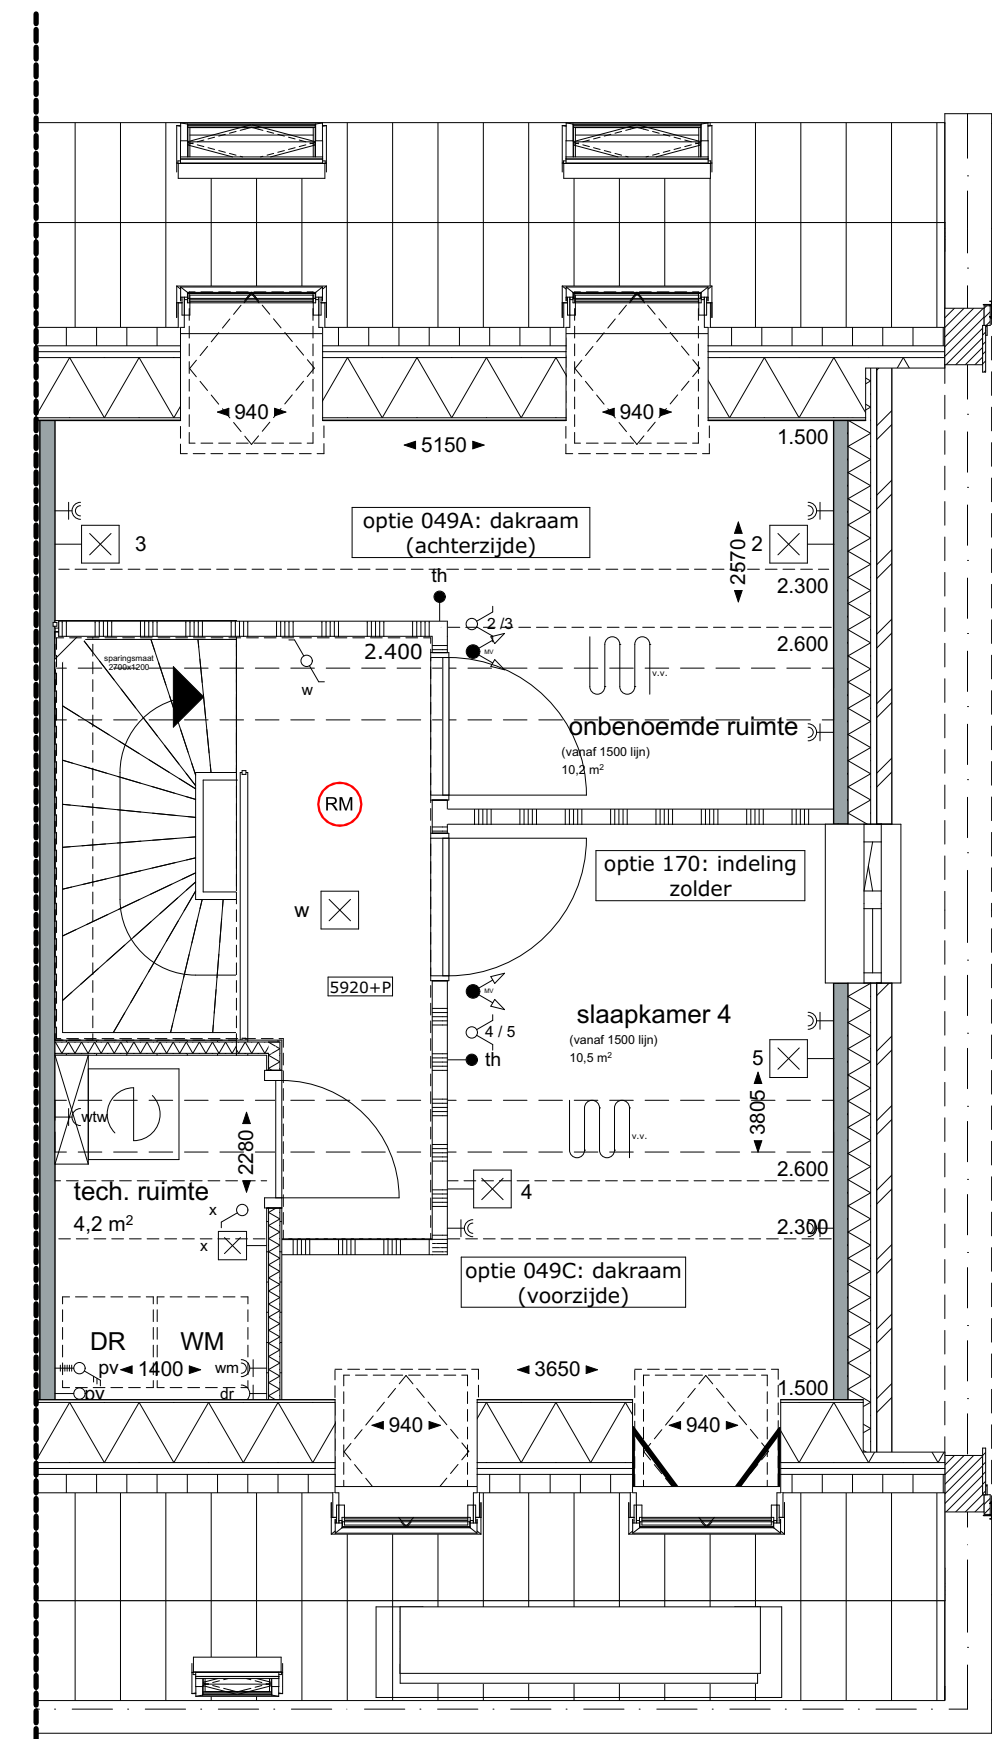 940
940
5150
1.500
optie 049A: dakraam
(achterzijde)
3
2
2570
2.300
th
2 /3
2.600
MV
2.400
sparingsmaat
2700x1200
w
v.v.
onbenoemde ruimte
(vanaf 1500 lijn)
10,2 m²
RM
optie 170: indeling
zolder
w
5920+P
MV
slaapkamer 4
(vanaf 1500 lijn)
10,5 m²
4 / 5
th
5
3805
wtw
2280
v.v.
2.600
tech. ruimte
4,2 m²
4
x
x
2.300
optie 049C: dakraam
(voorzijde)
DR
WM
pv
1400
wm
3650
pv
dr
1.500
940
940